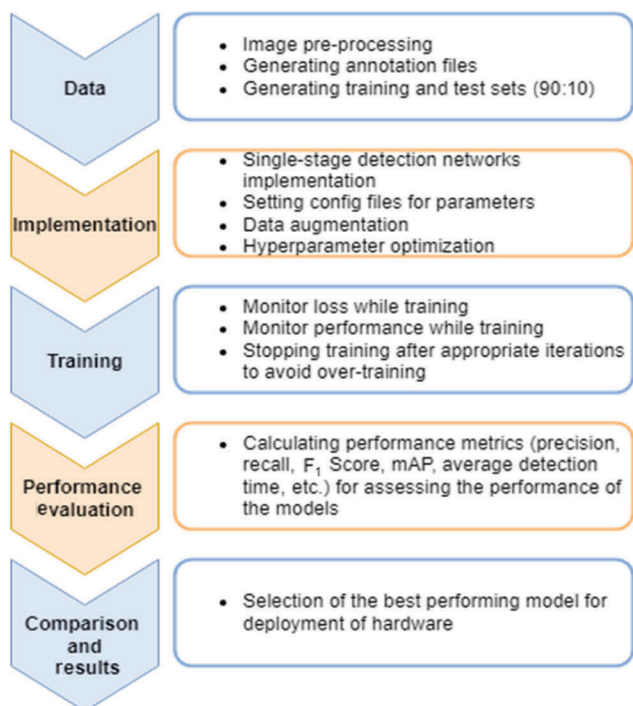 Data
• Image pre-processing
• Generating annotation files
• Generating training and test sets (90:10)
Implementation
• Single-stage detection networks
implementation
• Setting config files for parameters
• Data augmentation
• Hyperparameter optimization
Training
• Monitor loss while training
• Monitor performance while training
• Stopping training after appropriate iterations
to avoid over-training
Performance
evaluation
• Calculating performance metrics (precision,
recall, F₁ Score, mAP, average detection
time, etc.) for assessing the performance of
the models
Comparison
and
results
• Selection of the best performing model for
deployment of hardware